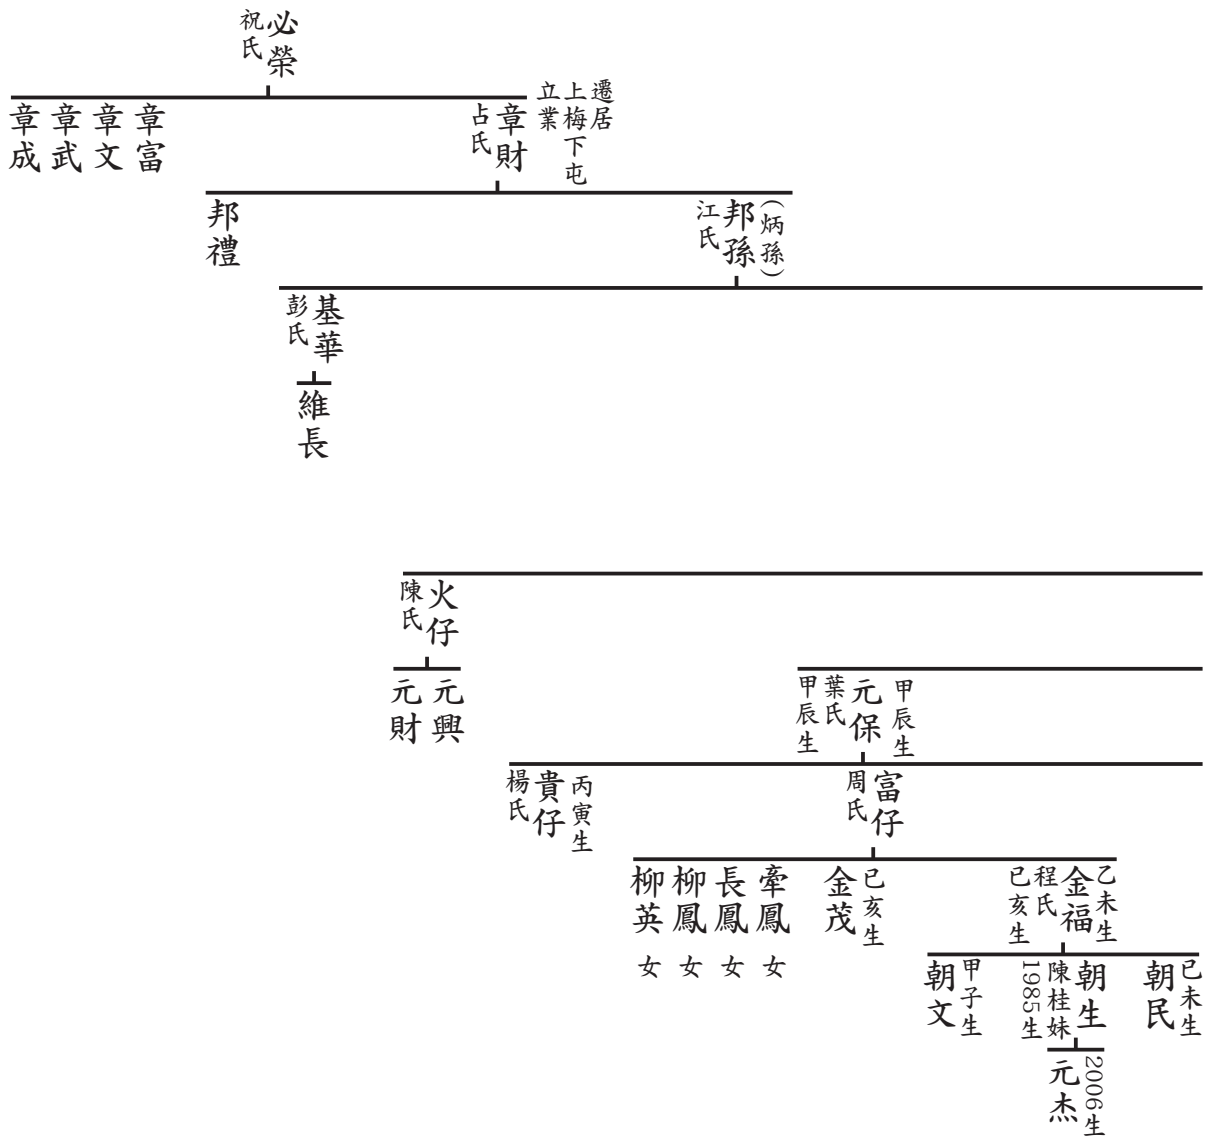 必榮
祝氏
遷居
上梅下屯
立業
章財
占氏
章富
章文
章武
章成
(炳孫)
邦孫
江氏
邦禮
基華
彭氏
維長
火仔
陳氏
元興
元財
甲辰生
元保
葉氏
甲辰生
富仔
周氏
丙寅生
貴仔
楊氏
乙未生
金福
程氏
已亥生
已亥生
金茂
牽鳳 女
長鳳 女
柳鳳 女
柳英 女
已未生
朝民
朝生
陳桂妹
1985生
甲子生
朝文
2006生
元杰